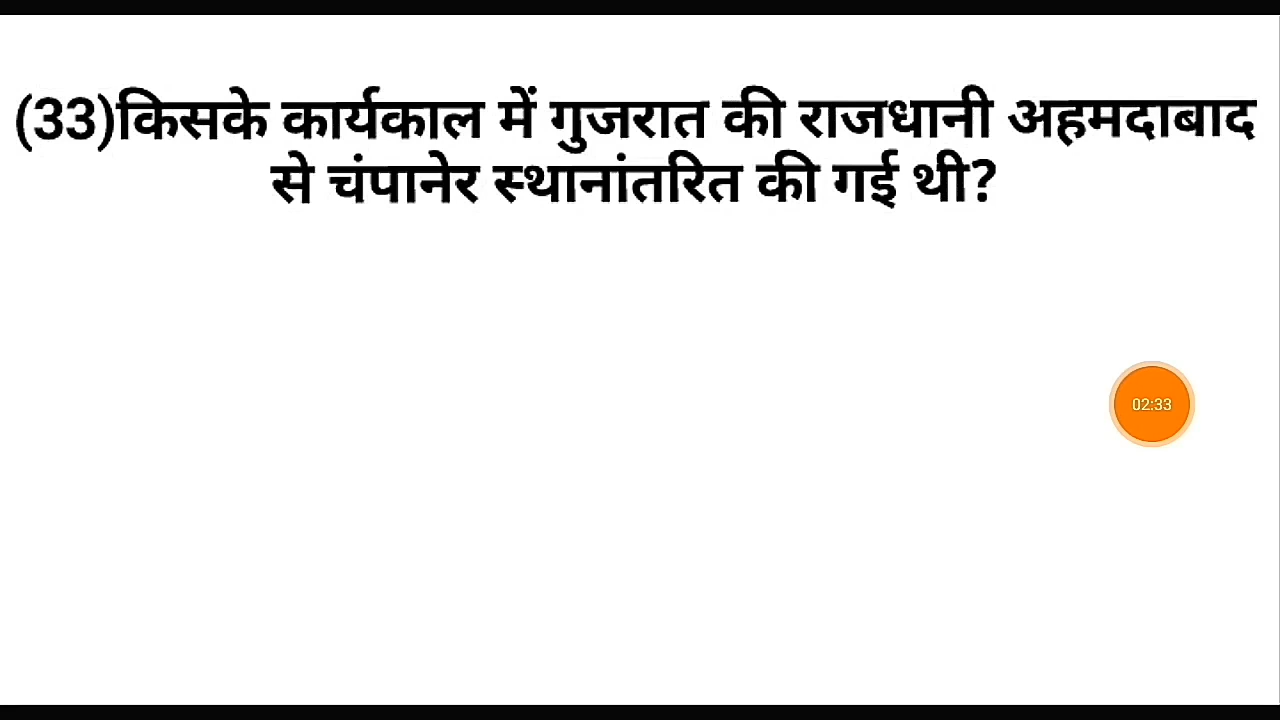 (33)किसके कार्यकाल में गुजरात की राजधानी अहमदाबाद
से चंपानेर स्थानांतरित की गई थी?
02:33